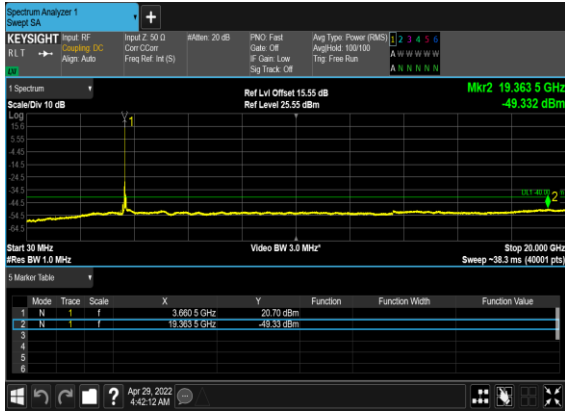 Spectrum Analyzer 1
Swept SA
+
KEYSIGHT Input: RF Input Z: 50 Ω #Atten: 20 dB PNO: Fast Avg Type: Power (RMS) 1 2 3 4 5 6
RLT Coupling: DC Corr CCorr Gate: Off Avg|Hold: 100/100 A W W W W W
Align: Auto Freq Ref: Int (S) IF Gain: Low Trig: Free Run
Sig Track: Off A N N N N N
1 Spectrum Ref Lvl Offset 15.55 dB Mkr2 19.363 5 GHz
Scale/Div 10 dB Ref Level 25.55 dBm -49.332 dBm
Log
15.6
5.55
-4.45
-14.5
-24.5
-34.5
-44.5
-54.5
-64.5
1
2
Start 30 MHz Video BW 3.0 MHz* Stop 20.000 GHz
#Res BW 1.0 MHz Sweep ~38.3 ms (40001 pts)
5 Marker Table
Mode Trace Scale X Y Function Function Width Function Value
1 N 1 f 3.660 5 GHz 20.70 dBm
2 N 1 f 19.363 5 GHz -49.33 dBm
3
4
5
6
? Apr 29, 2022
4:42:12 AM